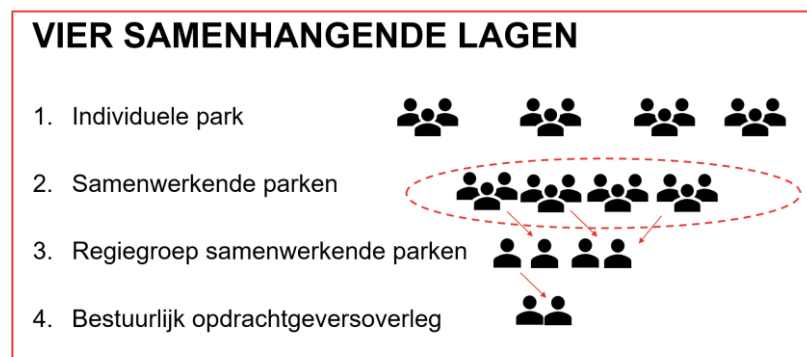 VIER SAMENHANGENDE LAGEN
1. Individuele park
2. Samenwerkende parken
3. Regiegroep samenwerkende parken
4. Bestuurlijk opdrachtgeversoverleg